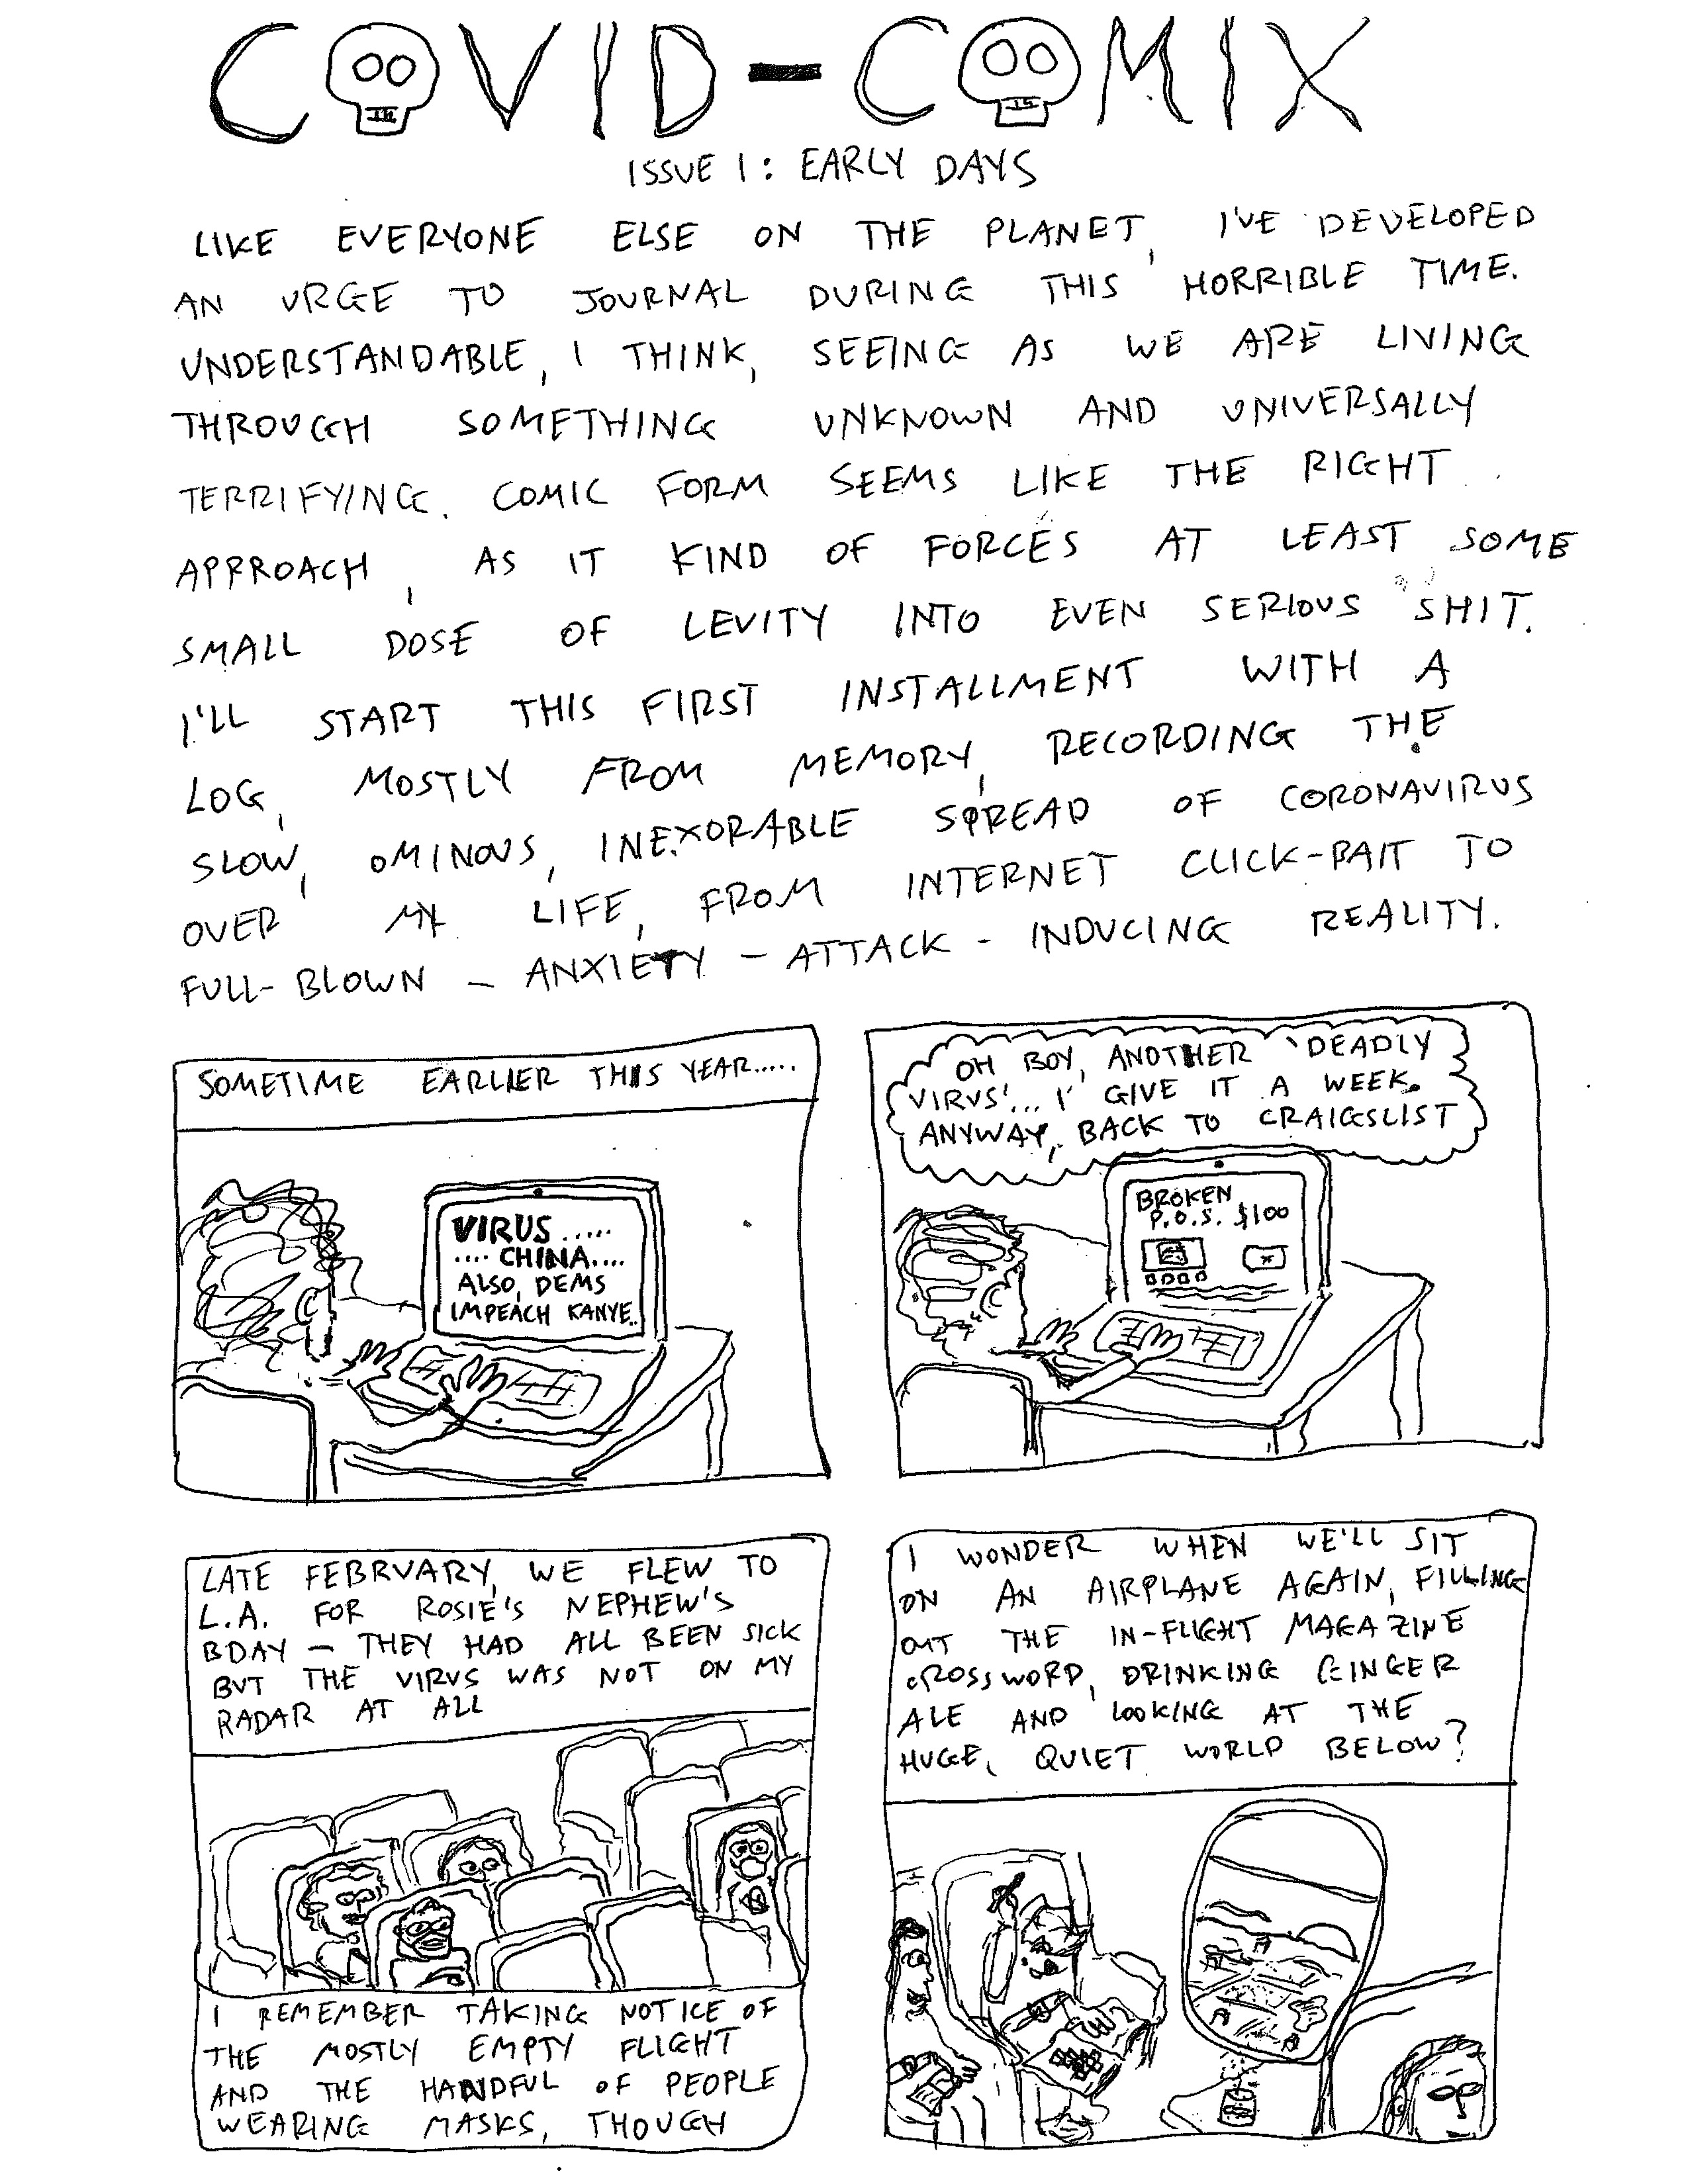 COVID-COMIX
ISSUE 1: EARLY DAYS
LIKE EVERYONE ELSE ON THE PLANET, I'VE DEVELOPED
AN URGE TO JOURNAL DURING THIS HORRIBLE TIME.
UNDERSTANDABLE, I THINK, SEEING AS WE ARE LIVING
THROUGH SOMETHING UNKNOWN AND UNIVERSALLY
TERRIFYING. COMIC FORM SEEMS LIKE THE RIGHT
APPROACH, AS IT KIND OF FORCES AT LEAST SOME
SMALL DOSE OF LEVITY INTO EVEN SERIOUS SHIT.
I'LL START THIS FIRST INSTALLMENT WITH A
LOG, MOSTLY FROM MEMORY, RECORDING THE
SLOW, OMINOUS, INEXORABLE SPREAD OF CORONAVIRUS
OVER MY LIFE, FROM INTERNET CLICK-BAIT TO
FULL-BLOWN-ANXIETY-ATTACK-INDUCING REALITY.
SOMETIME EARLIER THIS YEAR.....
VIRUS .....
.... CHINA....
ALSO, DEMS
IMPEACH KANYE..
OH BOY, ANOTHER 'DEADLY
VIRUS'... I' GIVE IT A WEEK.
ANYWAY, BACK TO CRAIGSLIST
BROKEN
P.O.S. $100
LATE FEBRUARY, WE FLEW TO
L.A. FOR ROSIE'S NEPHEW'S
BDAY - THEY HAD ALL BEEN SICK
BUT THE VIRUS WAS NOT ON MY
RADAR AT ALL
I REMEMBER TAKING NOTICE OF
THE MOSTLY EMPTY FLIGHT
AND THE HANDFUL OF PEOPLE
WEARING MASKS, THOUGH
I WONDER WHEN WE'LL SIT
ON AN AIRPLANE AGAIN, FILLING
OUT THE IN-FLIGHT MAGAZINE
CROSSWORD, DRINKING GINGER
ALE AND LOOKING AT THE
HUGE, QUIET WORLD BELOW?